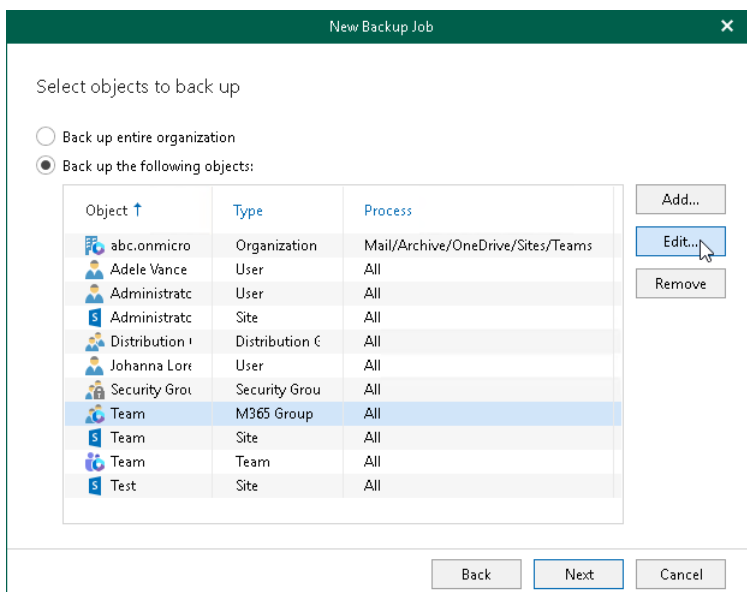 New Backup Job
Select objects to back up
Back up entire organization
Back up the following objects:
Object Type Process
abc.onmicro Organization Mail/Archive/OneDrive/Sites/Teams
Adele Vance User All
Administratc User All
Administratc Site All
Distribution Distribution G All
Johanna Lore User All
Security Grou Security Grou All
Team M365 Group All
Team Site All
Team Team All
Test Site All
Add...
Edit...
Remove
Back Next Cancel